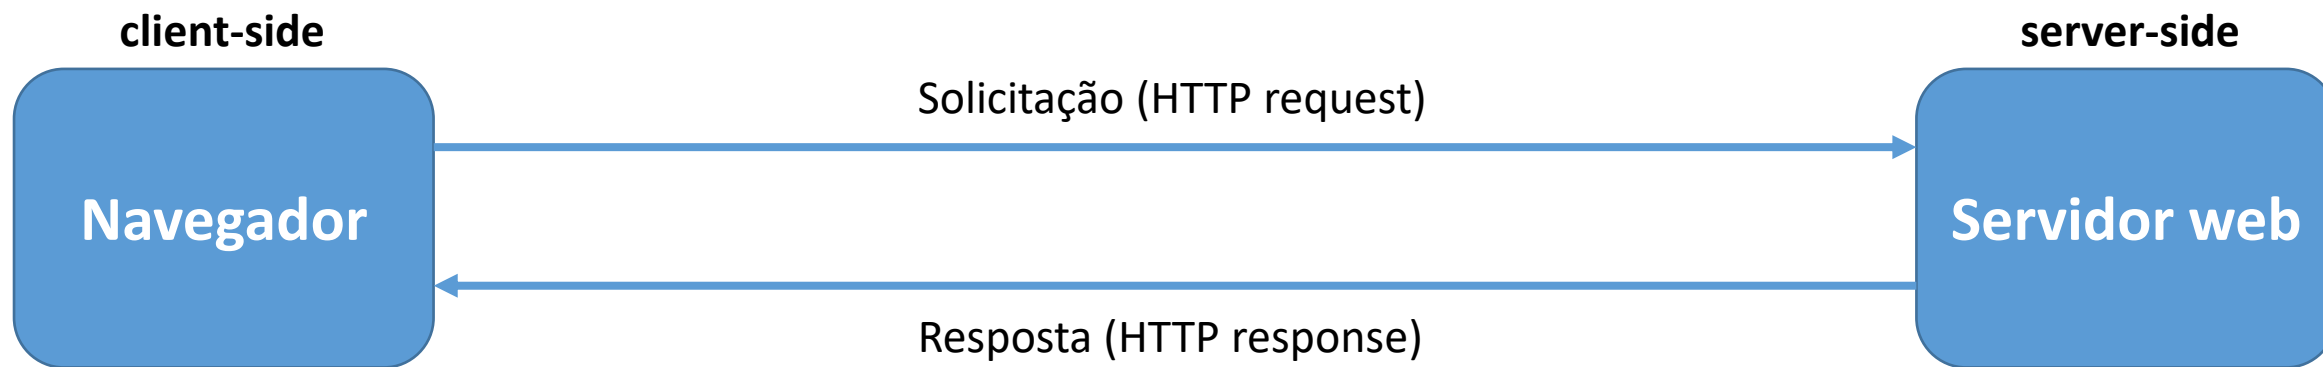 client-side
server-side
Solicitação (HTTP request)
Navegador
Servidor web
Resposta (HTTP response)